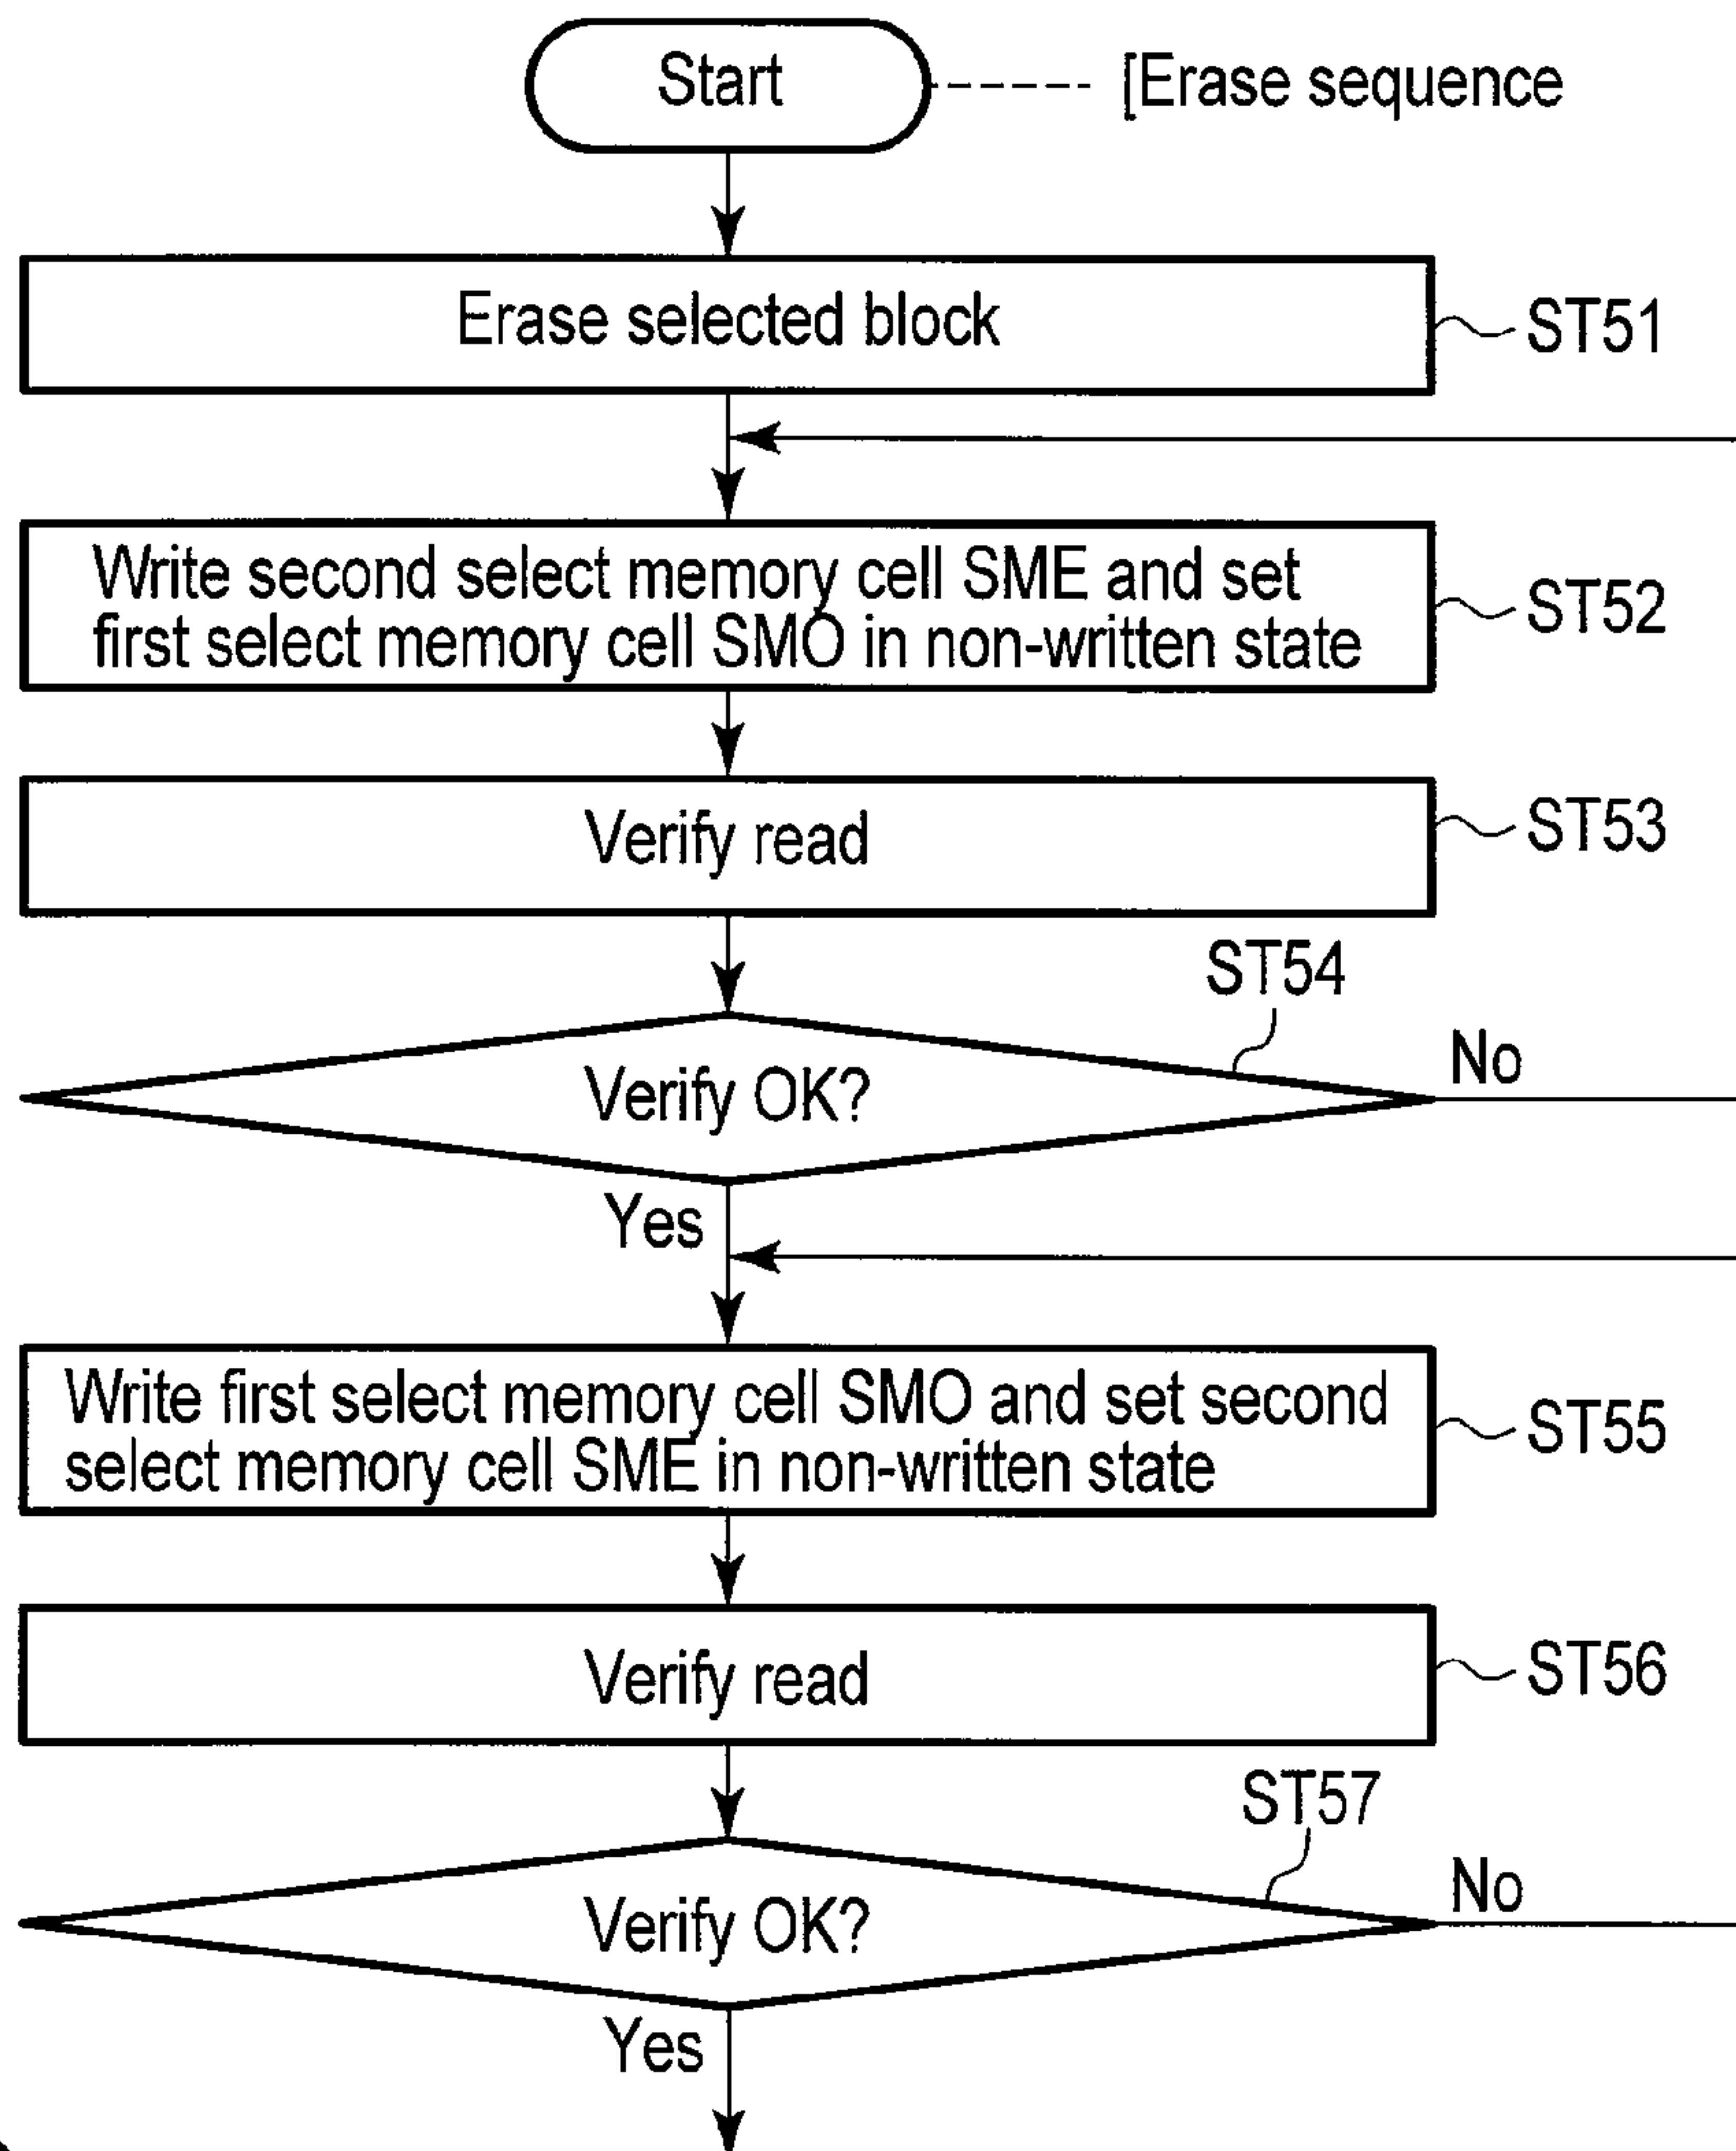 Start
[Erase sequence
Erase selected block
ST51
Write second select memory cell SME and set
first select memory cell SMO in non-written state
ST52
Verify read
ST53
ST54
Verify OK?
No
Yes
Write first select memory cell SMO and set second
select memory cell SME in non-written state
ST55
Verify read
ST56
ST57
Verify OK?
No
Yes